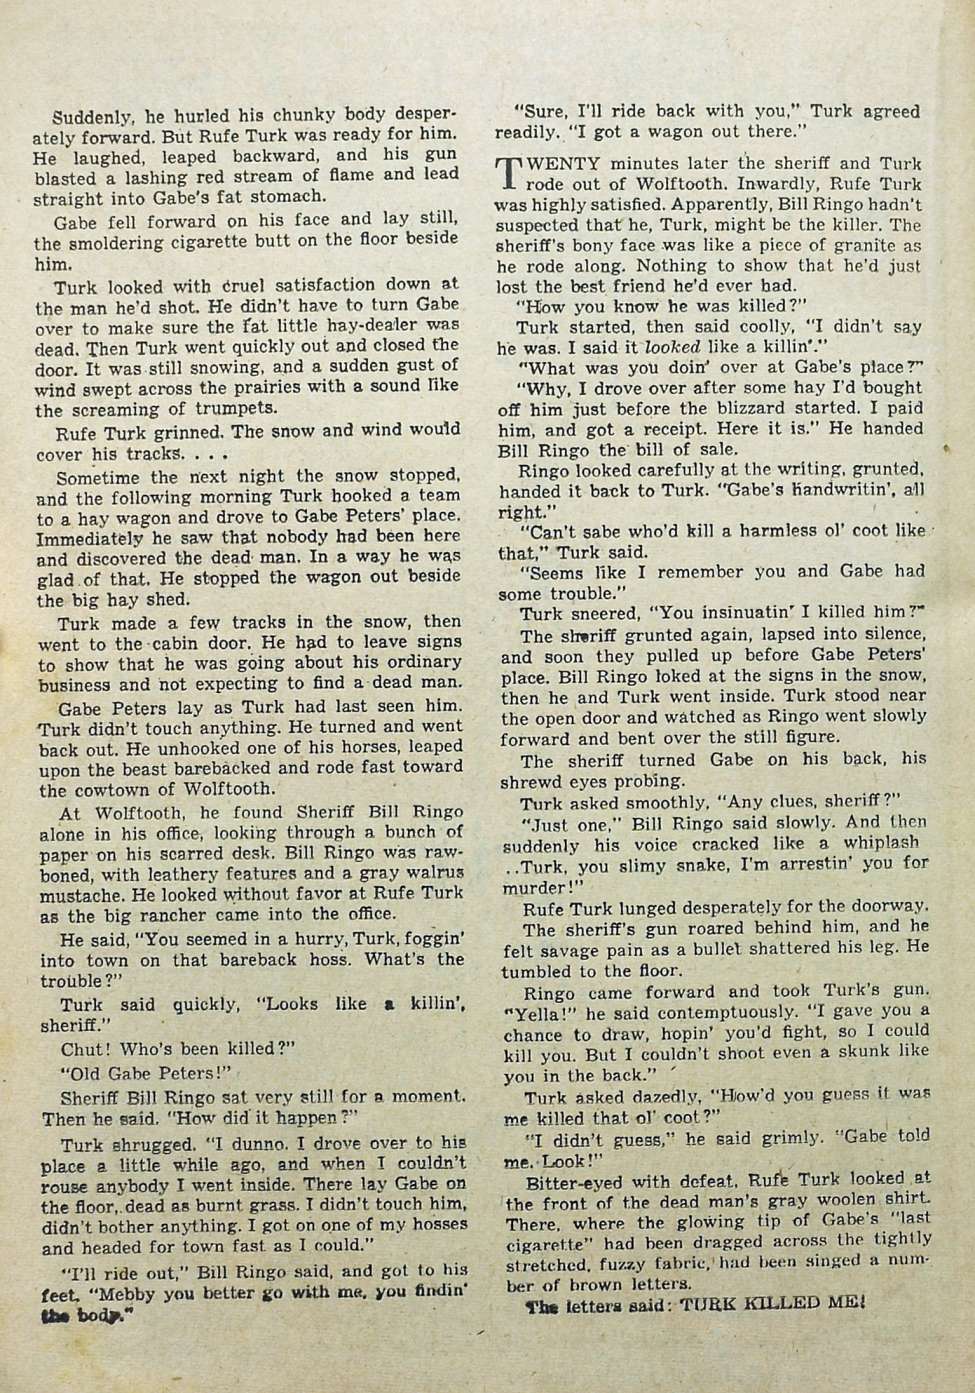 Suddenly, he hurled his chunky body desper-
ately forward. But Rufe Turk was ready for him.
He laughed, leaped backward, and his gun
blasted a lashing red stream of flame and lead
straight into Gabe's fat stomach.
Gabe fell forward on his face and lay still,
the smoldering cigarette butt on the floor beside
him.
Turk looked with cruel satisfaction down at
the man he'd shot. He didn't have to turn Gabe
over to make sure the fat little hay-dealer was
dead. Then Turk went quickly out and closed the
door. It was still snowing, and a sudden gust of
wind swept across the prairies with a sound like
the screaming of trumpets.
Rufe Turk grinned. The snow and wind would
cover his tracks. . . .
Sometime the next night the snow stopped,
and the following morning Turk hooked a team
to a hay wagon and drove to Gabe Peters' place.
Immediately he saw that nobody had been here
and discovered the dead man. In a way he was
glad of that. He stopped the wagon out beside
the big hay shed.
Turk made a few tracks in the snow, then
went to the cabin door. He had to leave signs
to show that he was going about his ordinary
business and not expecting to find a dead man.
Gabe Peters lay as Turk had last seen him.
Turk didn't touch anything. He turned and went
back out. He unhooked one of his horses, leaped
upon the beast barebacked and rode fast toward
the cowtown of Wolftooth.
At Wolftooth, he found Sheriff Bill Ringo
alone in his office, looking through a bunch of
paper on his scarred desk. Bill Ringo was raw-
boned, with leathery features and a gray walrus
mustache. He looked without favor at Rufe Turk
as the big rancher came into the office.
He said, "You seemed in a hurry, Turk, foggin'
into town on that bareback hoss. What's the
trouble?"
Turk said quickly, "Looks like a killin',
sheriff."
Chut! Who's been killed?"
"Old Gabe Peters!"
Sheriff Bill Ringo sat very still for a moment.
Then he said. "How did it happen?"
Turk shrugged. "I dunno. I drove over to his
place a little while ago, and when I couldn't
rouse anybody I went inside. There lay Gabe on
the floor, dead as burnt grass. I didn't touch him,
didn't bother anything. I got on one of my hosses
and headed for town fast as I could."
"I'll ride out," Bill Ringo said, and got to his
feet. "Mebby you better go with me, you findin'
the body."
"Sure, I'll ride back with you," Turk agreed
readily. "I got a wagon out there."
TWENTY minutes later the sheriff and Turk
rode out of Wolftooth. Inwardly, Rufe Turk
was highly satisfied. Apparently, Bill Ringo hadn't
suspected that he, Turk, might be the killer. The
sheriff's bony face was like a piece of granite as
he rode along. Nothing to show that he'd just
lost the best friend he'd ever had.
"How you know he was killed?"
Turk started, then said coolly, "I didn't say
he was. I said it looked like a killin'."
"What was you doin' over at Gabe's place?"
"Why, I drove over after some hay I'd bought
off him just before the blizzard started. I paid
him, and got a receipt. Here it is." He handed
Bill Ringo the bill of sale.
Ringo looked carefully at the writing, grunted,
handed it back to Turk. "Gabe's handwritin', all
right."
"Can't sabe who'd kill a harmless ol' coot like
that," Turk said.
"Seems like I remember you and Gabe had
some trouble."
Turk sneered, "You insinuatin' I killed him?"
The sheriff grunted again, lapsed into silence,
and soon they pulled up before Gabe Peters'
place. Bill Ringo loked at the signs in the snow,
then he and Turk went inside. Turk stood near
the open door and watched as Ringo went slowly
forward and bent over the still figure.
The sheriff turned Gabe on his back, his
shrewd eyes probing.
Turk asked smoothly, "Any clues, sheriff?"
"Just one," Bill Ringo said slowly. And then
suddenly his voice cracked like a whiplash
. .Turk, you slimy snake, I'm arrestin' you for
murder!"
Rufe Turk lunged desperately for the doorway.
The sheriff's gun roared behind him, and he
felt savage pain as a bullet shattered his leg. He
tumbled to the floor.
Ringo came forward and took Turk's gun.
"Yella!" he said contemptuously. "I gave you a
chance to draw, hopin' you'd fight, so I could
kill you. But I couldn't shoot even a skunk like
you in the back."
Turk asked dazedly, "How'd you guess it was
me killed that ol' coot?"
"I didn't guess," he said grimly. "Gabe told
me. Look!"
Bitter-eyed with defeat, Rufe Turk looked at
the front of the dead man's gray woolen shirt.
There, where the glowing tip of Gabe's "last
cigarette" had been dragged across the tightly
stretched, fuzzy fabric, had been singed a num-
ber of brown letters.
The letters said: TURK KILLED ME!